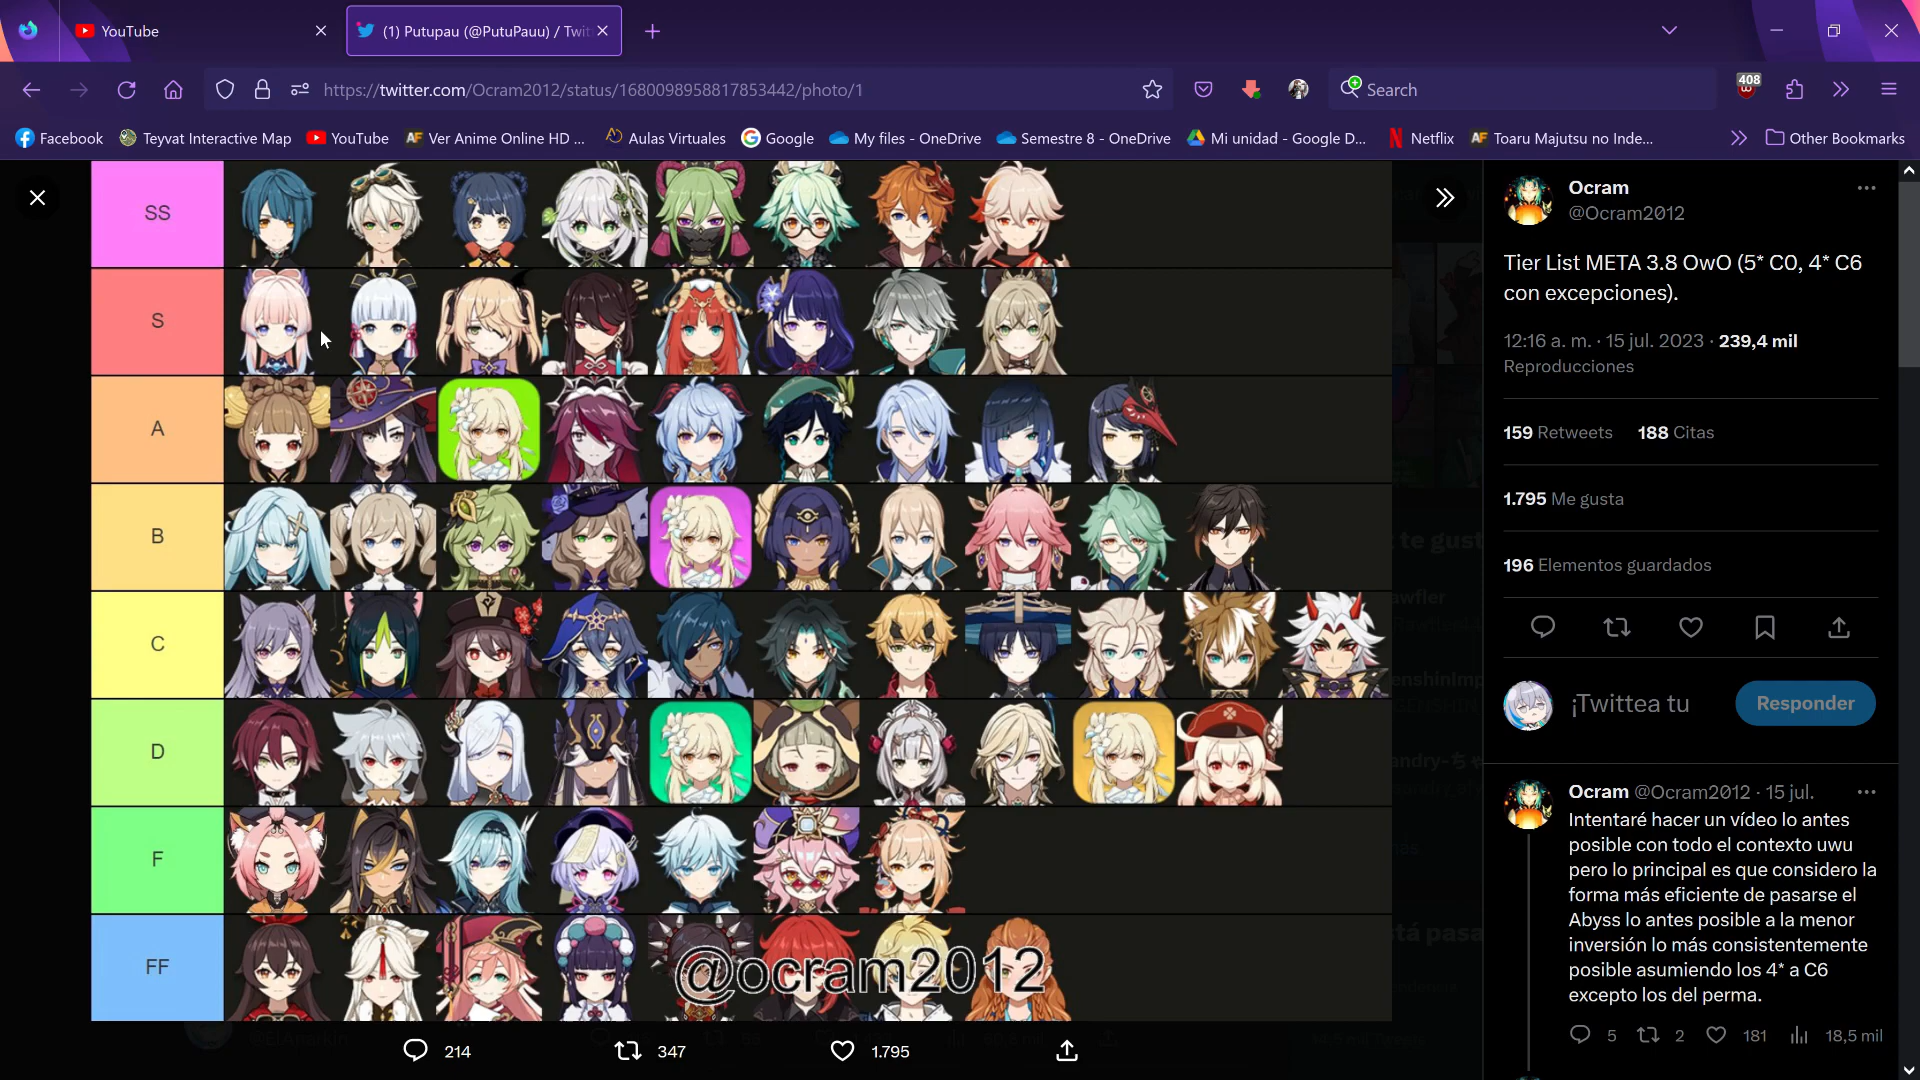 YouTube
(1) Putupau (@PutuPauu) / Twit
https://twitter.com/Ocram2012/status/1680098958817853442/photo/1
Search
408
Facebook
Teyvat Interactive Map
YouTube
AF Ver Anime Online HD ...
Aulas Virtuales
Google
My files - OneDrive
Semestre 8 - OneDrive
Mi unidad - Google D...
Netflix
AF Toaru Majutsu no Inde...
Other Bookmarks
SS
S
A
B
C
D
F
FF
@ocram2012
214
347
1.795
Ocram
@Ocram2012
Tier List META 3.8 OwO (5* C0, 4* C6
con excepciones).
12:16 a. m. · 15 jul. 2023 · 239,4 mil
Reproducciones
159 Retweets 188 Citas
1.795 Me gusta
196 Elementos guardados
¡Twittea tu
Responder
Ocram @Ocram2012 · 15 jul.
Intentaré hacer un vídeo lo antes
posible con todo el contexto uwu
pero lo principal es que considero la
forma más eficiente de pasarse el
Abyss lo antes posible a la menor
inversión lo más consistentemente
posible asumiendo los 4* a C6
excepto los del perma.
5
2
181
18,5 mil